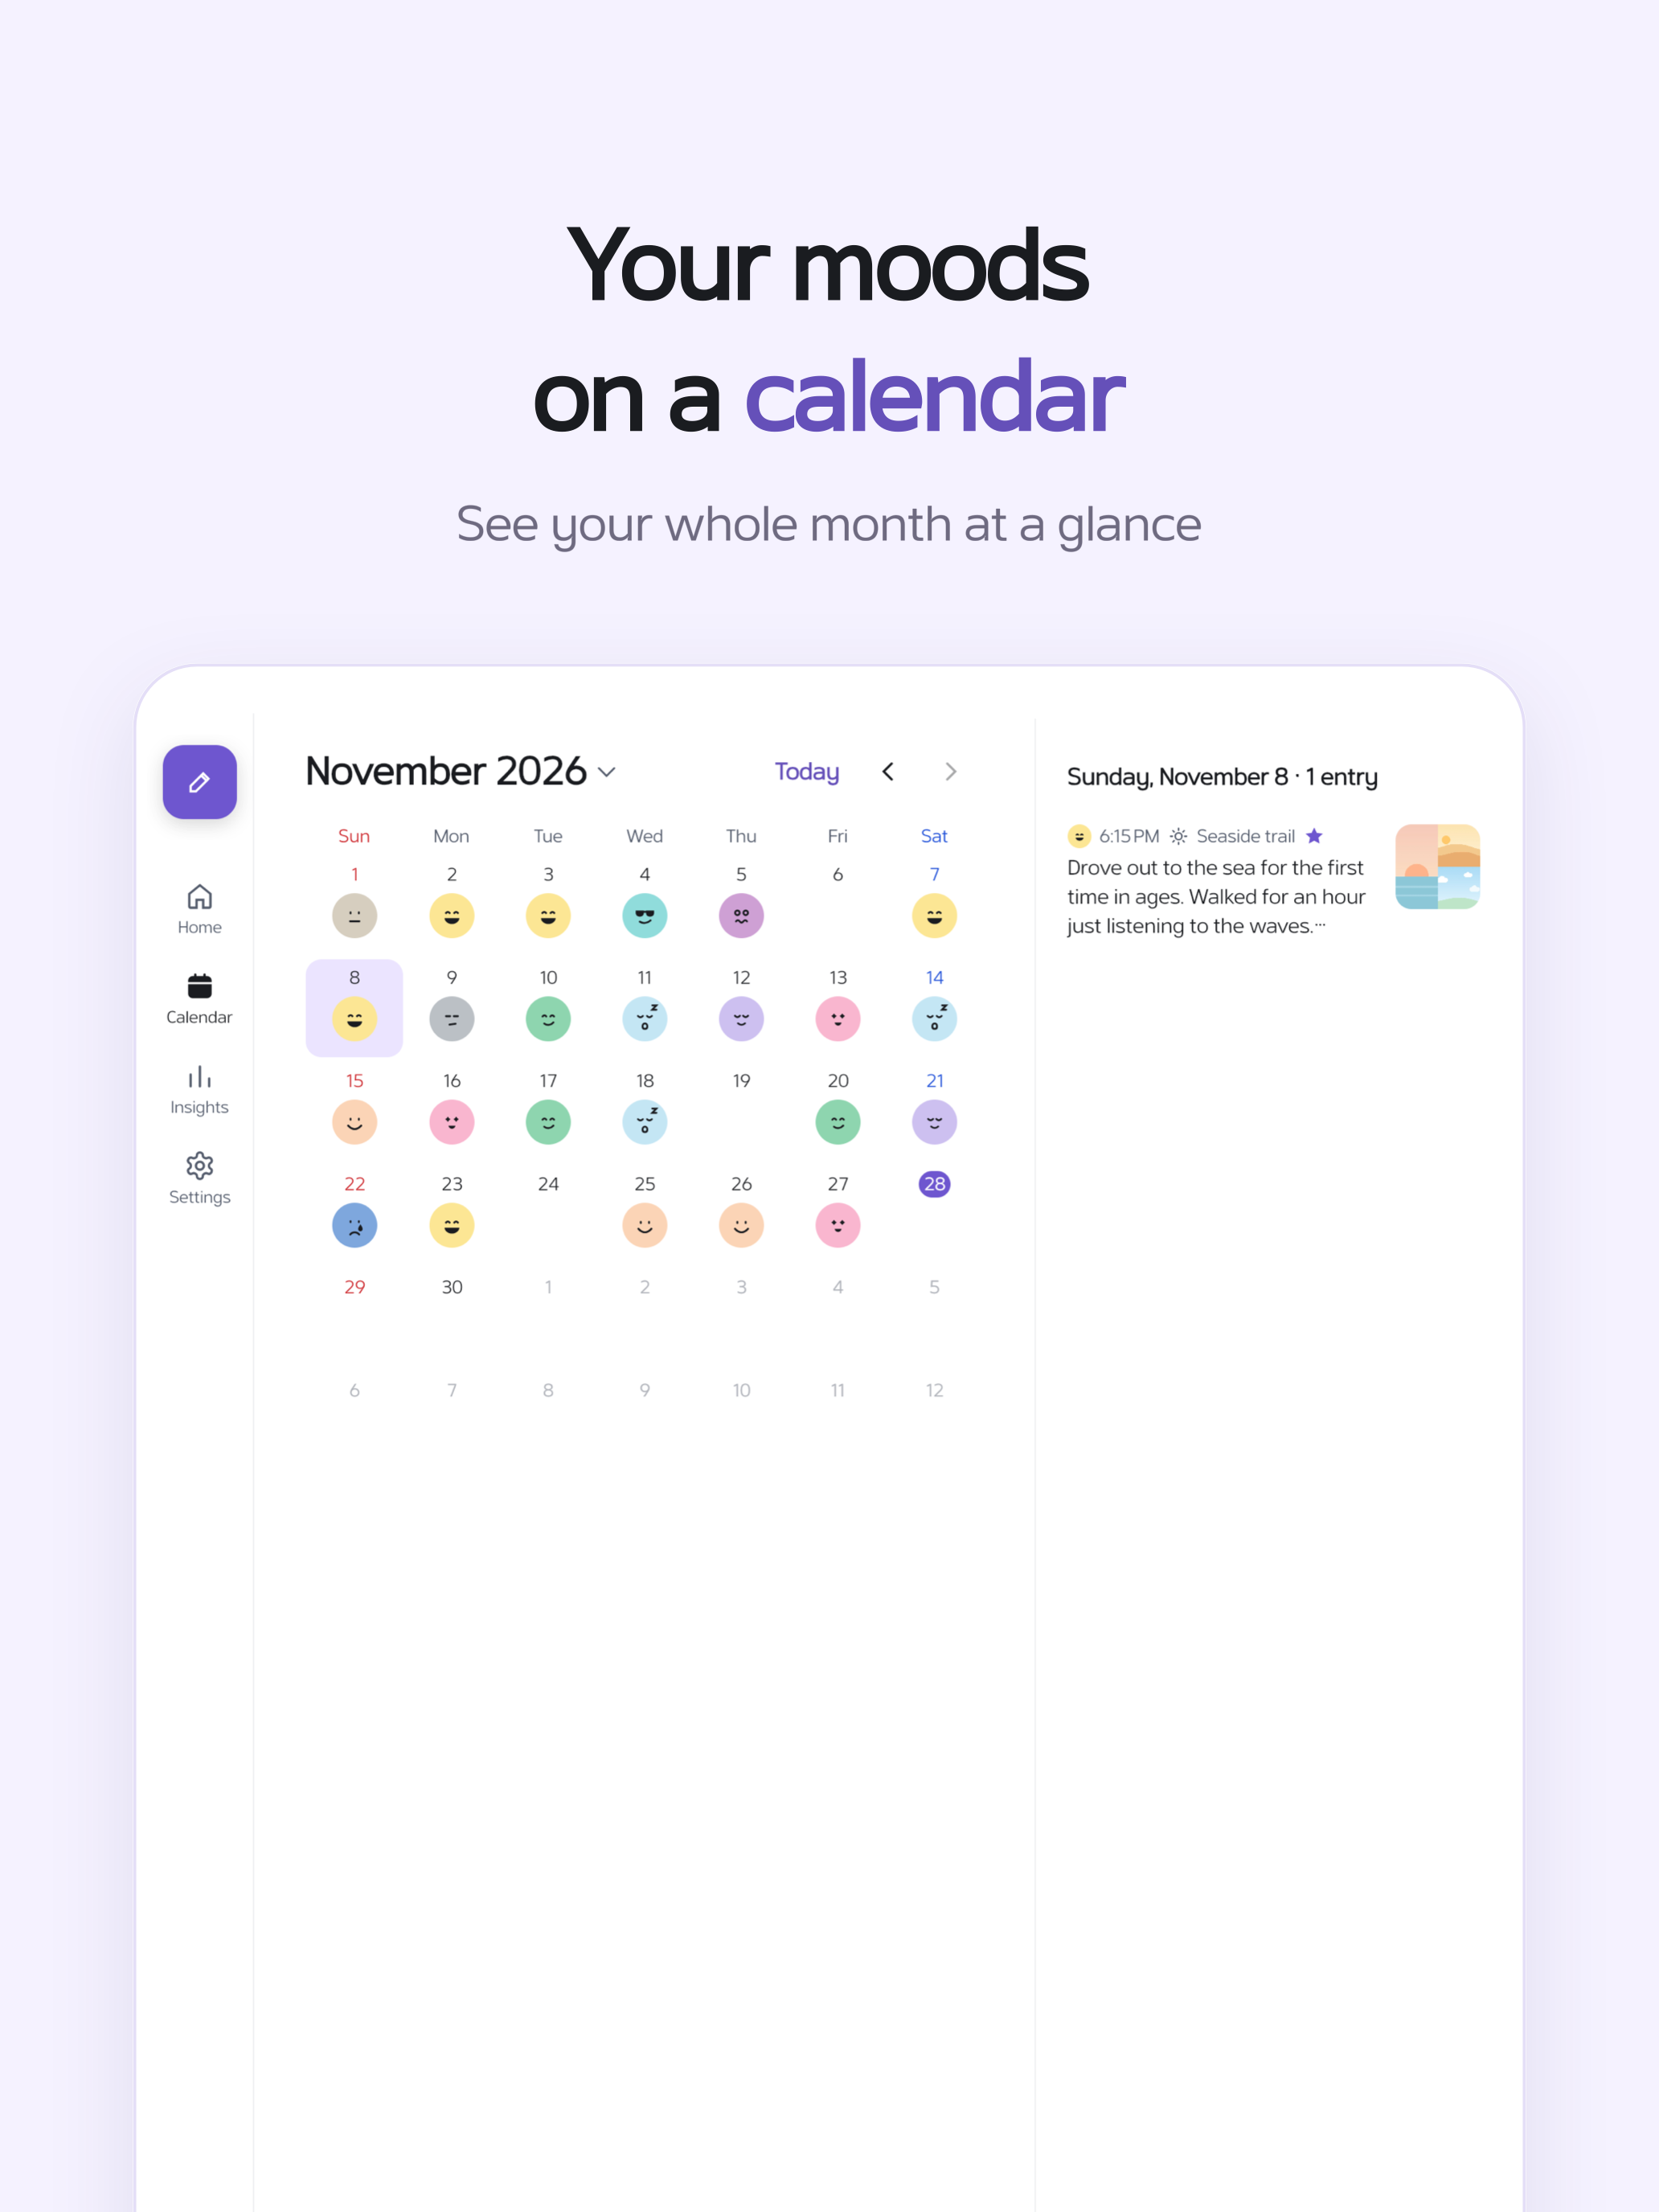 Your moods
on a calendar
See your whole month at a glance
Home
Calendar
Insights
Settings
November 2026
Today
Sun Mon Tue Wed Thu Fri Sat
1 2 3 4 5 6 7
8 9 10 11 12 13 14
15 16 17 18 19 20 21
22 23 24 25 26 27 28
29 30 1 2 3 4 5
6 7 8 9 10 11 12
Sunday, November 8 · 1 entry
6:15 PM Seaside trail
Drove out to the sea for the first
time in ages. Walked for an hour
just listening to the waves.…